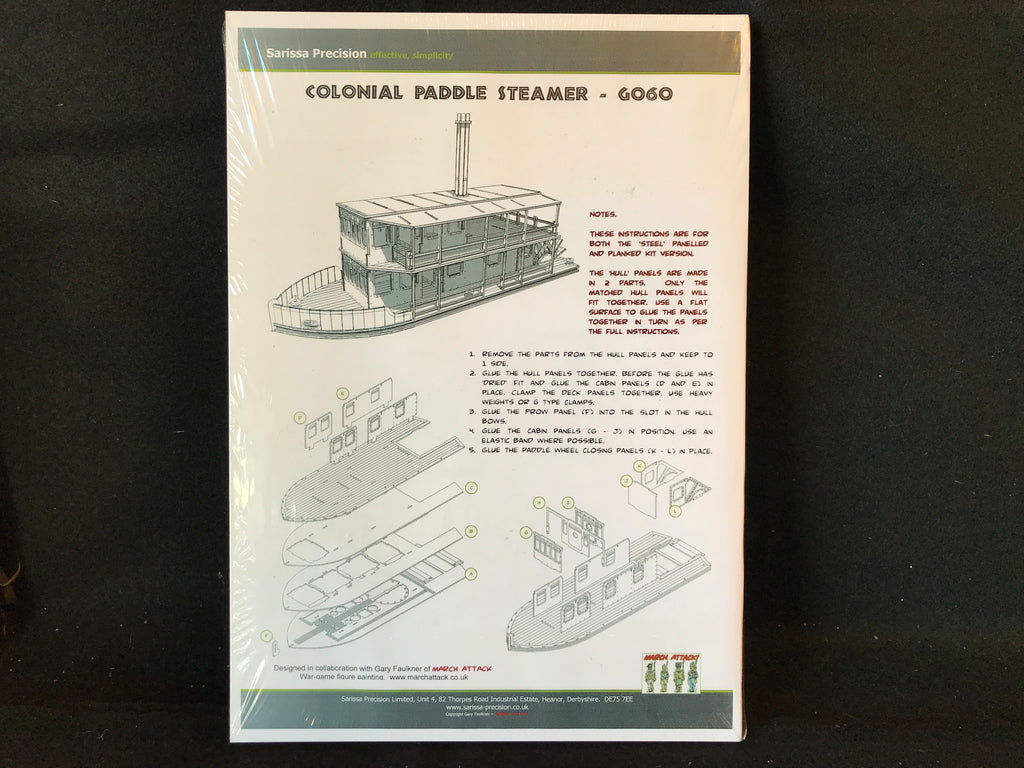 Sarissa Precision effective, simplicity
COLONIAL PADDLE STEAMER - G060
NOTES.
THESE INSTRUCTIONS ARE FOR
BOTH THE 'STEEL' PANELLED
AND PLANKED KIT VERSION.
THE 'HULL' PANELS ARE MADE
IN 2 PARTS. ONLY THE
MATCHED HULL PANELS WILL
FIT TOGETHER. USE A FLAT
SURFACE TO GLUE THE PANELS
TOGETHER IN TURN AS PER
THE FULL INSTRUCTIONS.
1. REMOVE THE PARTS FROM THE HULL PANELS AND KEEP TO
1 SIDE.
2. GLUE THE HULL PANELS TOGETHER. BEFORE THE GLUE HAS
'DRIED' FIT AND GLUE THE CABIN PANELS (D AND E) IN
PLACE. CLAMP THE DECK PANELS TOGETHER, USE HEAVY
WEIGHTS OR G TYPE CLAMPS.
3. GLUE THE PROW PANEL (F) INTO THE SLOT IN THE HULL
BOWS.
4. GLUE THE CABIN PANELS (G - J) IN POSITION. USE AN
ELASTIC BAND WHERE POSSIBLE.
5. GLUE THE PADDLE WHEEL CLOSING PANELS (K - L) IN PLACE.
E
D
C
B
A
F
K
J
L
H
I
G
Designed in collaboration with Gary Faulkner of MARCH ATTACK.
War-game figure painting. www.marchattack.co.uk
MARCH ATTACK!
Sarissa Precision Limited, Unit 4, 82 Thorpes Road Industrial Estate, Heanor, Derbyshire. DE75 7EE
www.sarissa-precision.co.uk
Copyright Gary Faulkner –